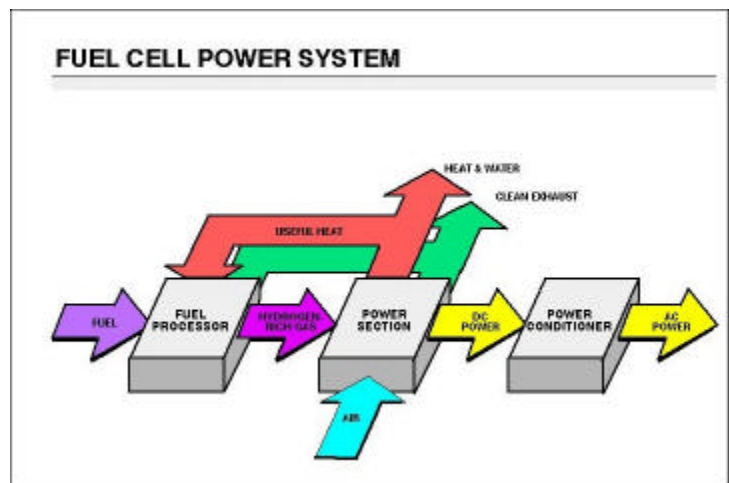 FUEL CELL POWER SYSTEM
HEAT & WATER
CLEAN EXHAUST
USEFUL HEAT
FUEL
FUEL
PROCESSOR
HYDROGEN-
RICH GAS
POWER
SECTION
DC
POWER
POWER
CONDITIONER
AC
POWER
AIR